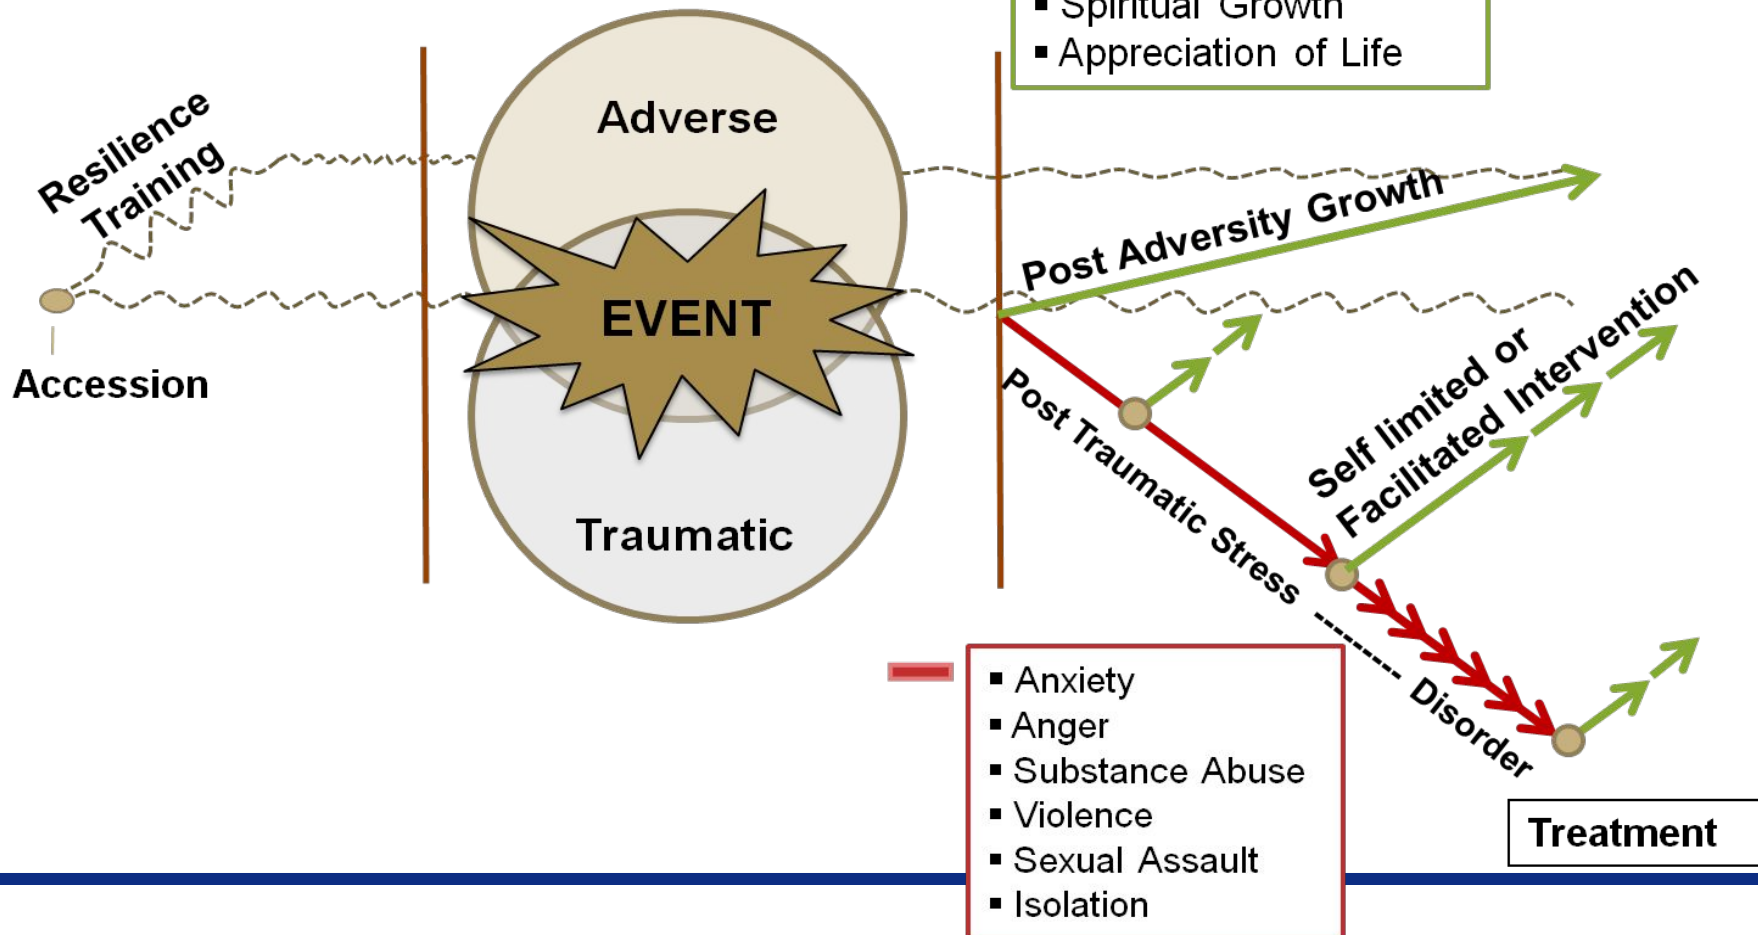 ▪ Spiritual Growth
▪ Appreciation of Life
Adverse
Resilience
Training
Post Adversity Growth
EVENT
Accession
Self limited or
Facilitated Intervention
Post Traumatic Stress ------- Disorder
Traumatic
▪ Anxiety
▪ Anger
▪ Substance Abuse
▪ Violence
▪ Sexual Assault
▪ Isolation
Treatment